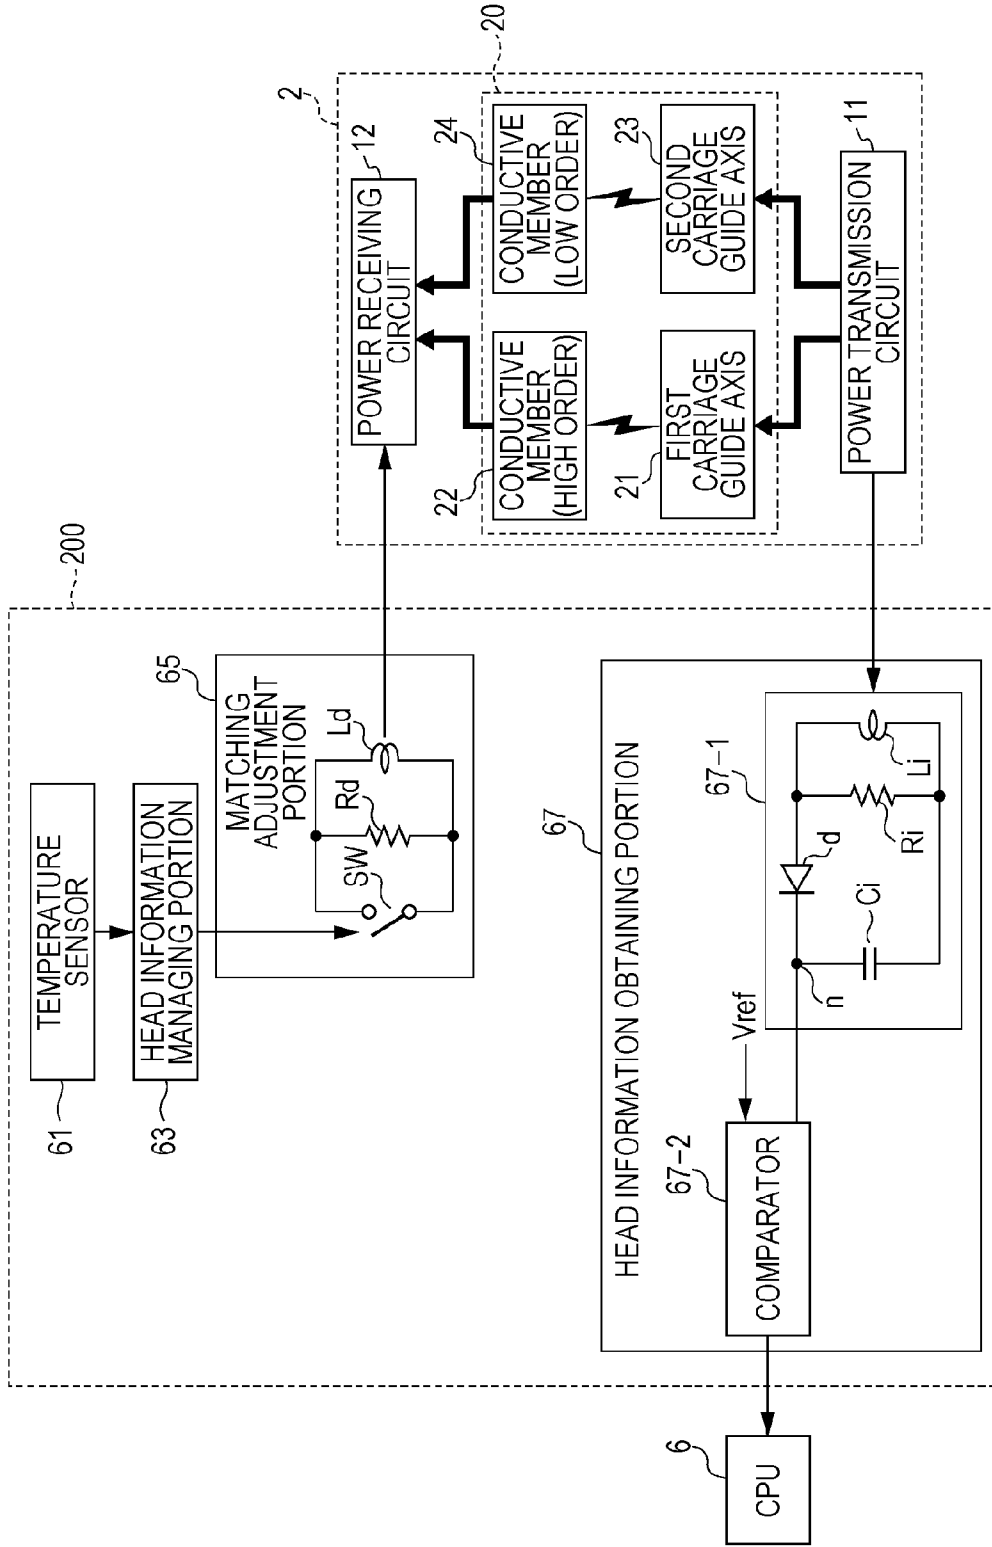 200
61
TEMPERATURE
SENSOR
63
HEAD INFORMATION
MANAGING PORTION
65
MATCHING
ADJUSTMENT
PORTION
SW
Rd
Ld
2
12
POWER RECEIVING
CIRCUIT
20
22
CONDUCTIVE
MEMBER
(HIGH ORDER)
24
CONDUCTIVE
MEMBER
(LOW ORDER)
21
FIRST
CARRIAGE
GUIDE AXIS
23
SECOND
CARRIAGE
GUIDE AXIS
11
POWER TRANSMISSION
CIRCUIT
67
HEAD INFORMATION OBTAINING PORTION
67-1
d
Ci
n
Ri
Li
Vref
67-2
COMPARATOR
6
CPU